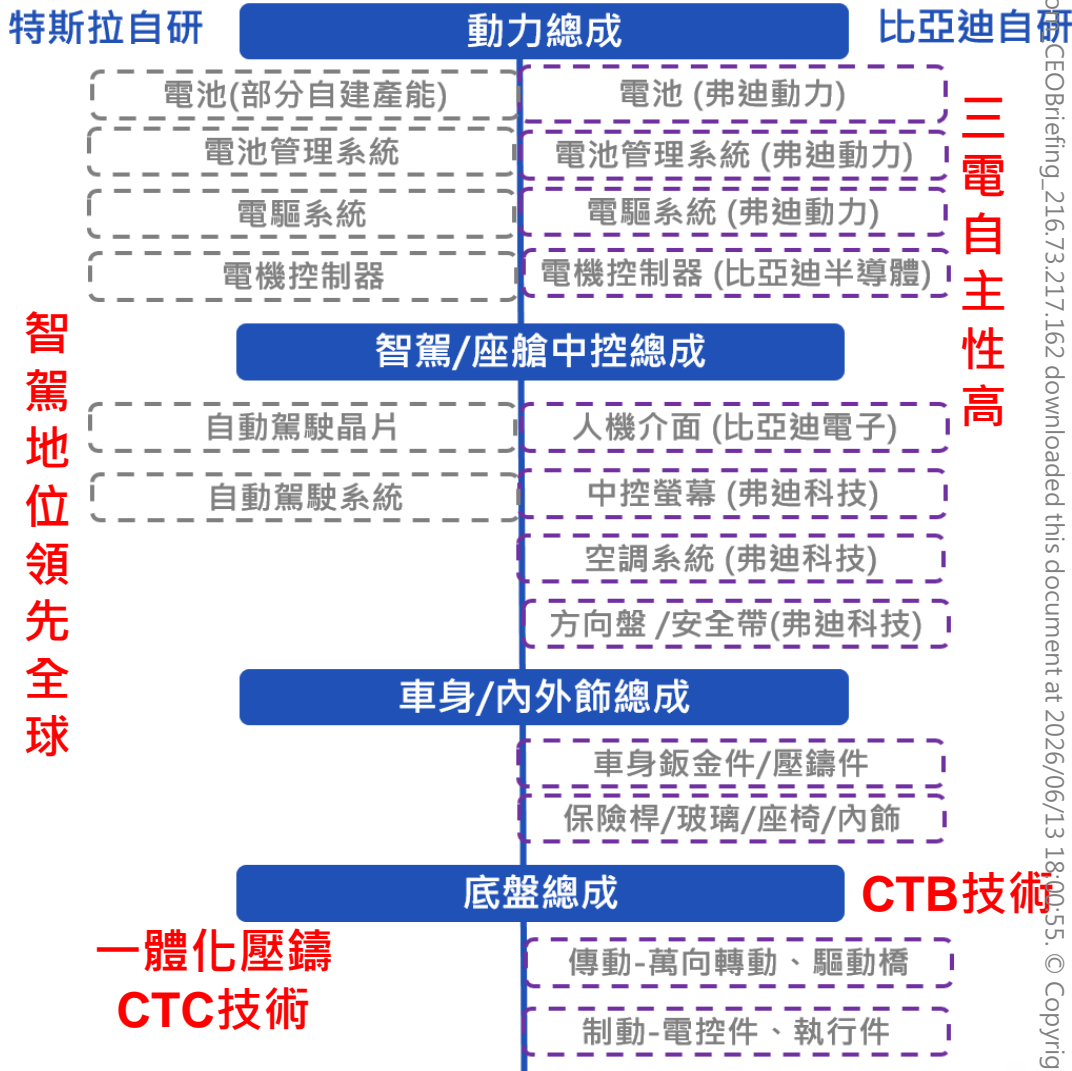 特斯拉自研
動力總成
比亞迪自研
電池(部分自建產能)
電池 (弗迪動力)
電池管理系統
電池管理系統 (弗迪動力)
電驅系統
電驅系統 (弗迪動力)
電機控制器
電機控制器 (比亞迪半導體)
三電自主性高
智駕/座艙中控總成
智駕地位領先全球
自動駕駛晶片
人機介面 (比亞迪電子)
自動駕駛系統
中控螢幕 (弗迪科技)
空調系統 (弗迪科技)
方向盤 /安全帶(弗迪科技)
車身/內外飾總成
車身鈑金件/壓鑄件
保險桿/玻璃/座椅/內飾
底盤總成
CTB技術
一體化壓鑄
CTC技術
傳動-萬向轉動、驅動橋
制動-電控件、執行件
CEOBriefing_216.73.217.162 downloaded this document at 2026/06/13 18:00:55. © Copyrig